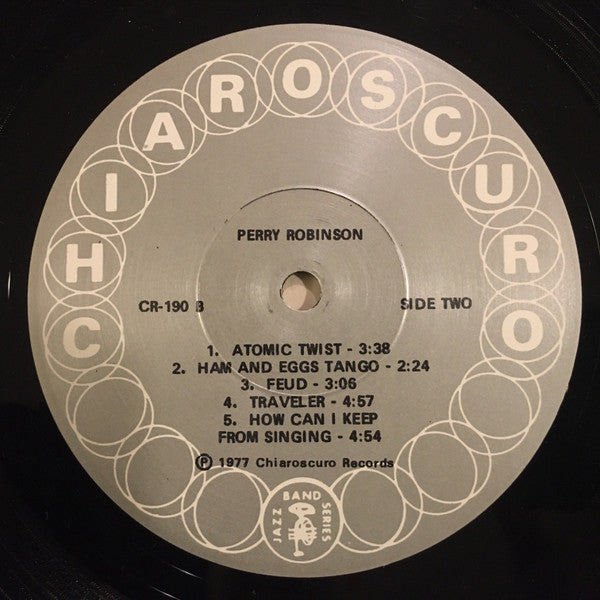 CHIAROSCURO
PERRY ROBINSON
CR-190 B
SIDE TWO
1. ATOMIC TWIST - 3:38
2. HAM AND EGGS TANGO - 2:24
3. FEUD - 3:06
4. TRAVELER - 4:57
5. HOW CAN I KEEP
FROM SINGING - 4:54
℗ 1977 Chiaroscuro Records
JAZZ BAND SERIES